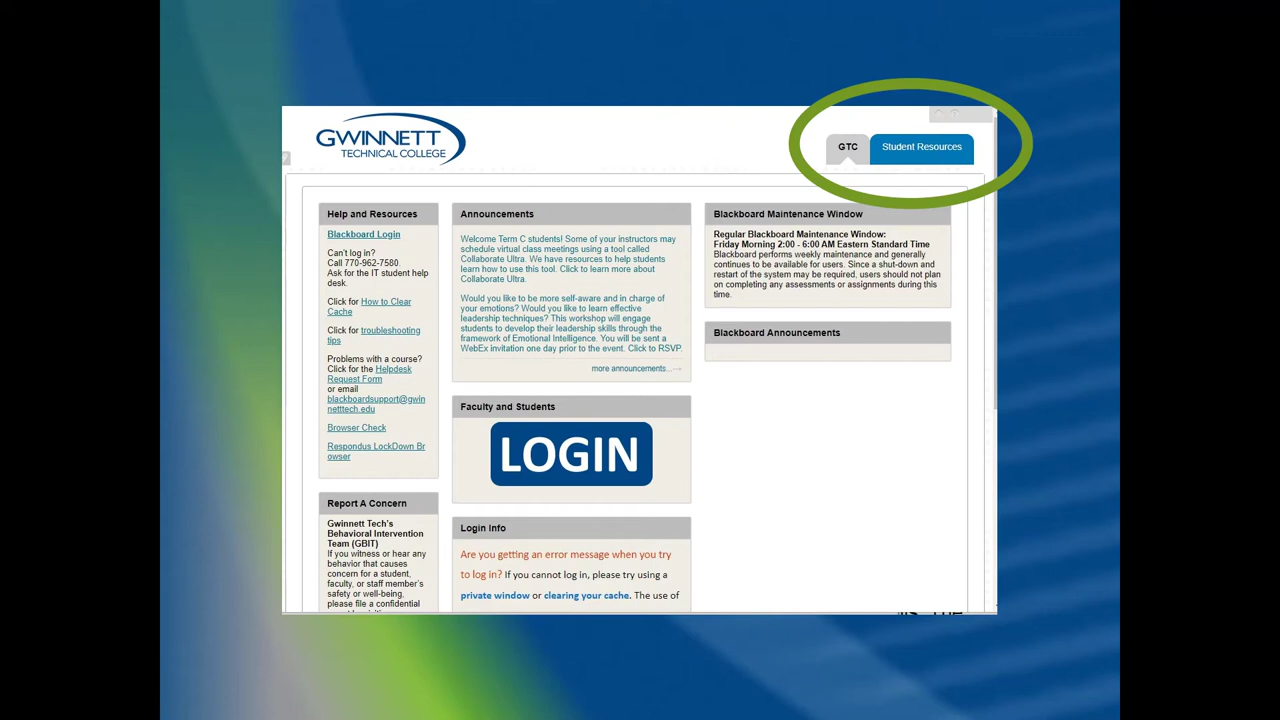 GWINNETT
TECHNICAL COLLEGE
GTC
Student Resources
Help and Resources
Blackboard Login
Can't log in?
Call 770-962-7580.
Ask for the IT student help
desk.
Click for How to Clear
Cache
Click for troubleshooting
tips
Problems with a course?
Click for the Helpdesk
Request Form
or email
blackboardsupport@gwin
netttech.edu
Browser Check
Respondus LockDown Br
owser
Report A Concern
Gwinnett Tech's
Behavioral Intervention
Team (GBIT)
If you witness or hear any
behavior that causes
concern for a student,
faculty, or staff member's
safety or well-being,
please file a confidential
Announcements
Welcome Term C students! Some of your instructors may
schedule virtual class meetings using a tool called
Collaborate Ultra. We have resources to help students
learn how to use this tool. Click to learn more about
Collaborate Ultra.
Would you like to be more self-aware and in charge of
your emotions? Would you like to learn effective
leadership techniques? This workshop will engage
students to develop their leadership skills through the
framework of Emotional Intelligence. You will be sent a
WebEx invitation one day prior to the event. Click to RSVP.
more announcements...→
Faculty and Students
LOGIN
Login Info
Are you getting an error message when you try
to log in? If you cannot log in, please try using a
private window or clearing your cache. The use of
Blackboard Maintenance Window
Regular Blackboard Maintenance Window:
Friday Morning 2:00 - 6:00 AM Eastern Standard Time
Blackboard performs weekly maintenance and generally
continues to be available for users. Since a shut-down and
restart of the system may be required, users should not plan
on completing any assessments or assignments during this
time.
Blackboard Announcements